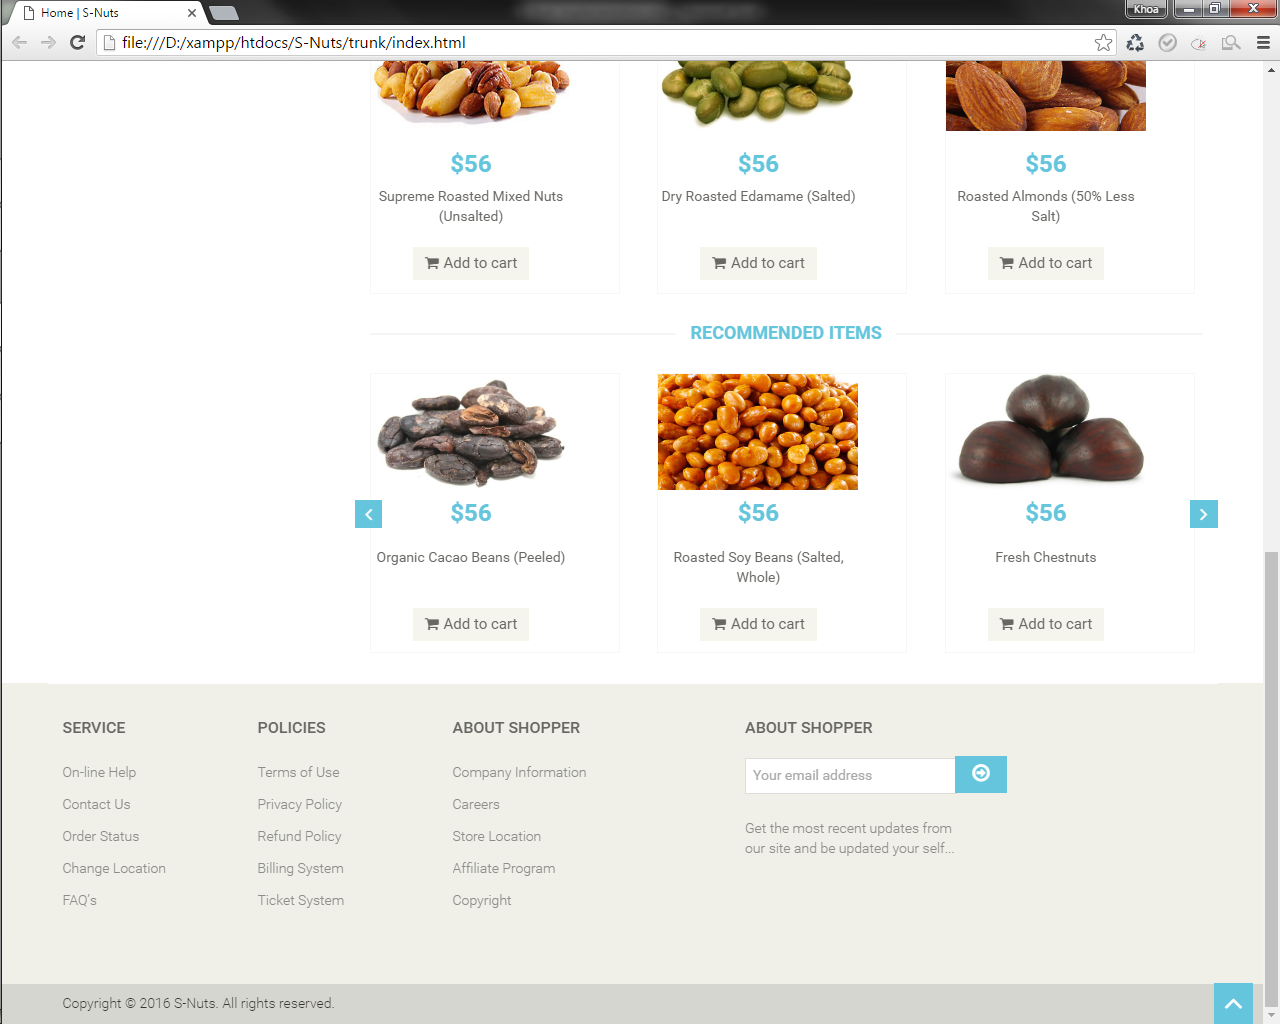 Home | S-Nuts
Khoa
file:///D:/xampp/htdocs/S-Nuts/trunk/index.html
$56
$56
$56
Supreme Roasted Mixed Nuts
(Unsalted)
Dry Roasted Edamame (Salted)
Roasted Almonds (50% Less
Salt)
Add to cart
Add to cart
Add to cart
RECOMMENDED ITEMS
$56
$56
$56
Organic Cacao Beans (Peeled)
Roasted Soy Beans (Salted,
Whole)
Fresh Chestnuts
Add to cart
Add to cart
Add to cart
SERVICE
On-line Help
Contact Us
Order Status
Change Location
FAQ's
POLICIES
Terms of Use
Privacy Policy
Refund Policy
Billing System
Ticket System
ABOUT SHOPPER
Company Information
Careers
Store Location
Affiliate Program
Copyright
ABOUT SHOPPER
Your email address
Get the most recent updates from
our site and be updated your self...
Copyright © 2016 S-Nuts. All rights reserved.